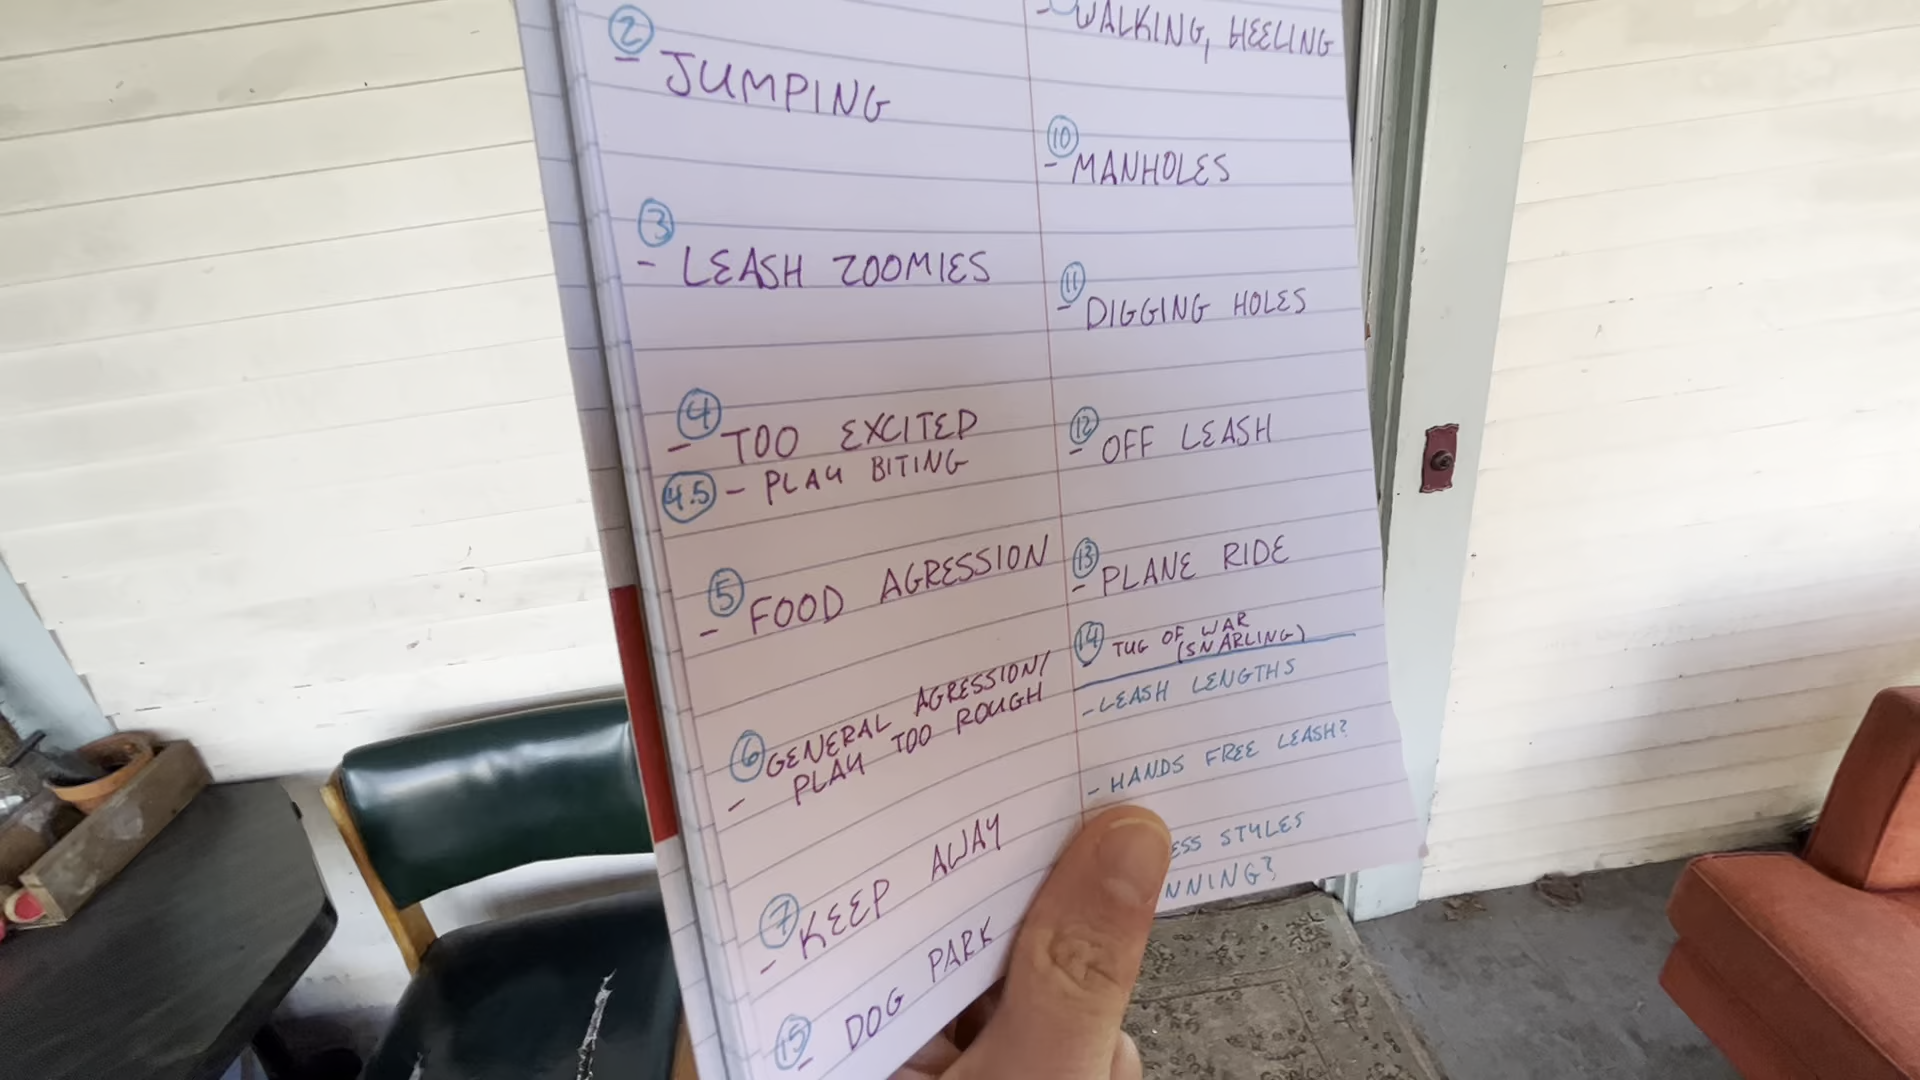 ②
- JUMPING
③
- LEASH ZOOMIES
④
- TOO EXCITED
4.5 - PLAY BITING
⑤
- FOOD AGRESSION
⑥ GENERAL AGRESSION/
- PLAY TOO ROUGH
⑦
- KEEP AWAY
⑮
- DOG PARK
- WALKING, HEELING
⑩
- MANHOLES
⑪
- DIGGING HOLES
⑫
- OFF LEASH
⑬
- PLANE RIDE
⑭
- TUG OF WAR
(SNARLING)
- LEASH LENGTHS
- HANDS FREE LEASH?
STYLES